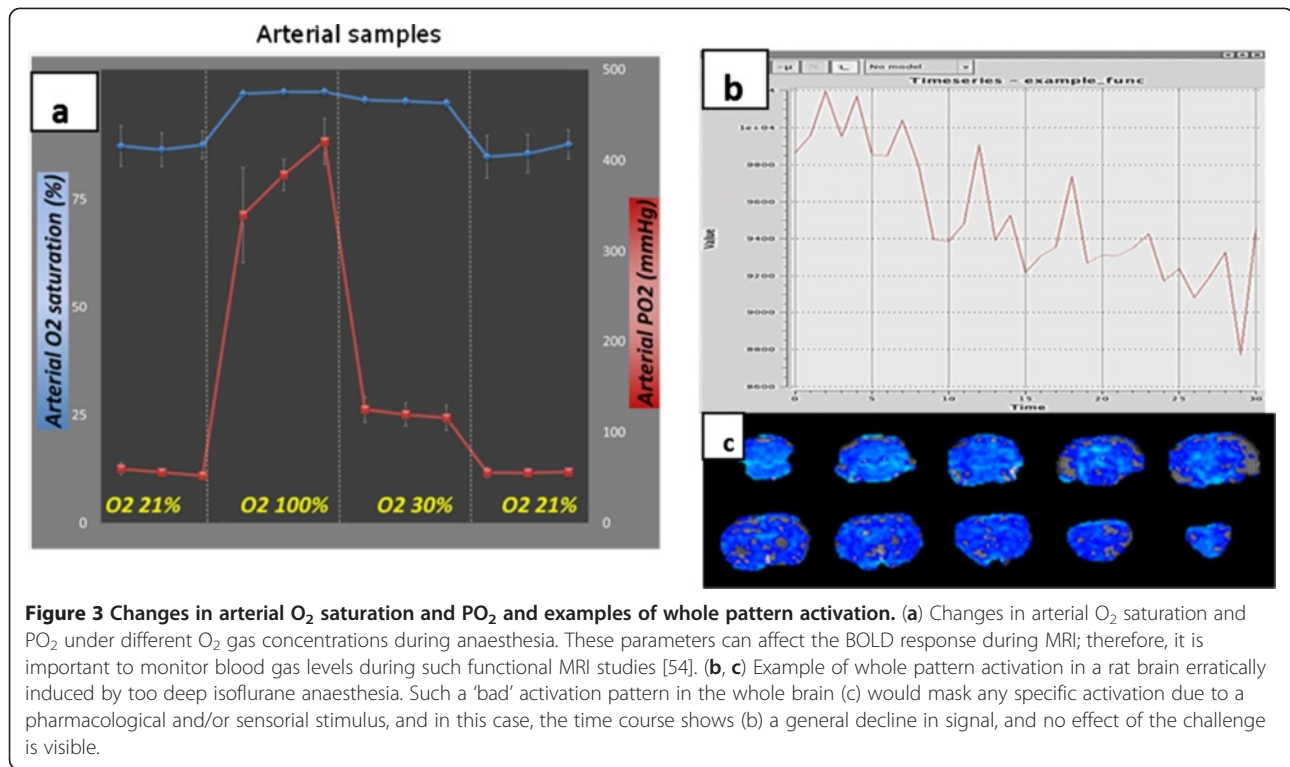 Arterial samples
a
500
400
300
200
100
0
75
50
25
0
Arterial O2 saturation (%)
Arterial PO2 (mmHg)
O2 21%
O2 100%
O2 30%
O2 21%
b
No model
Timeseries – example_func
1e+04
9800
9600
9400
9200
9000
8800
8600
Value
0 5 10 15 20 25 30
Time
c
Figure 3 Changes in arterial O₂ saturation and PO₂ and examples of whole pattern activation. (a) Changes in arterial O₂ saturation and
PO₂ under different O₂ gas concentrations during anaesthesia. These parameters can affect the BOLD response during MRI; therefore, it is
important to monitor blood gas levels during such functional MRI studies [54]. (b, c) Example of whole pattern activation in a rat brain erratically
induced by too deep isoflurane anaesthesia. Such a ‘bad’ activation pattern in the whole brain (c) would mask any specific activation due to a
pharmacological and/or sensorial stimulus, and in this case, the time course shows (b) a general decline in signal, and no effect of the challenge
is visible.